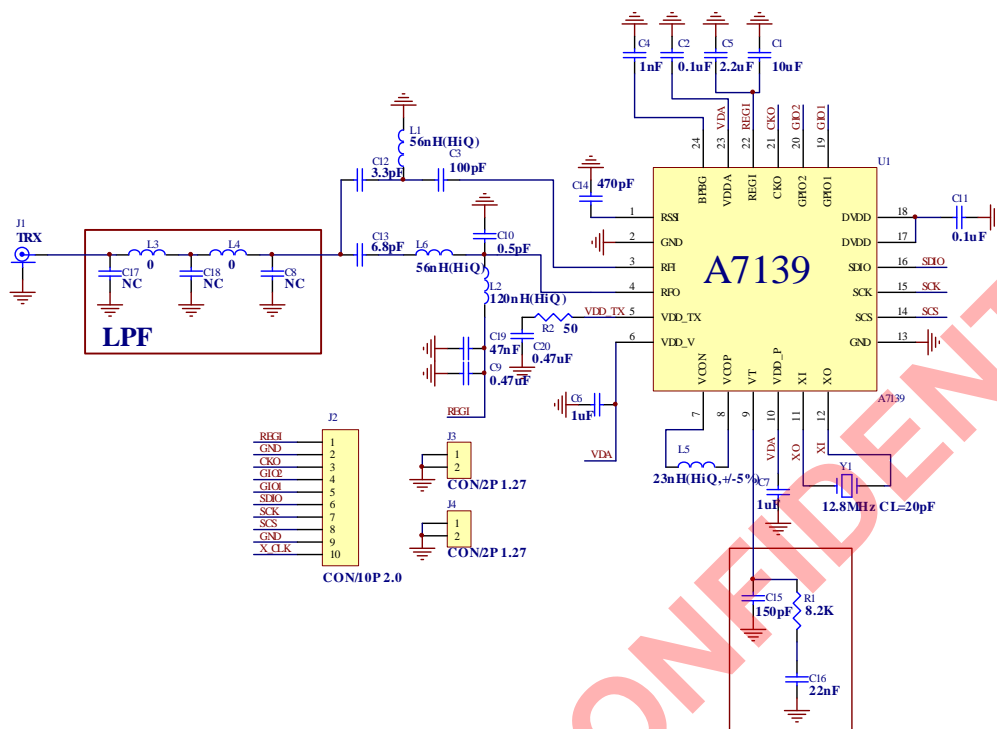 C4
1nF
C2
0.1uF
C5
2.2uF
C1
10uF
VDA
REGI
CKO
GIO2
GIO1
24
23
22
21
20
19
BPBG
VDDA
REGI
CKO
GPIO2
GPIO1
U1
L1
56nH(HiQ)
C12
3.3pF
C3
100pF
C14
470pF
1
RSSI
2
GND
3
RFI
4
RFO
5
VDD_TX
6
VDD_V
A7139
DVDD
18
DVDD
17
SDIO
16
SDIO
SCK
15
SCK
SCS
14
SCS
GND
13
C11
0.1uF
J1
TRX
L3
0
L4
0
C17
NC
C18
NC
C8
NC
LPF
C13
6.8pF
L6
56nH(HiQ)
C10
0.5pF
L2
120nH(HiQ)
VDD_TX
R2
50
C19
47nF
C20
0.47uF
C9
0.47uF
REGI
C6
1uF
VDA
VCON
VCOP
VT
VDD_P
XI
XO
A7139
7
8
9
10
11
12
L5
23nH(HiQ,+/-5%)
VDA
XO
XI
C7
1uF
Y1
12.8MHz CL=20pF
J2
REGI
1
GND
2
CKO
3
GIO2
4
GIO1
5
SDIO
6
SCK
7
SCS
8
GND
9
X_CLK
10
CON/10P 2.0
J3
1
2
CON/2P 1.27
J4
1
2
CON/2P 1.27
C15
150pF
R1
8.2K
C16
22nF
ONFIDENT